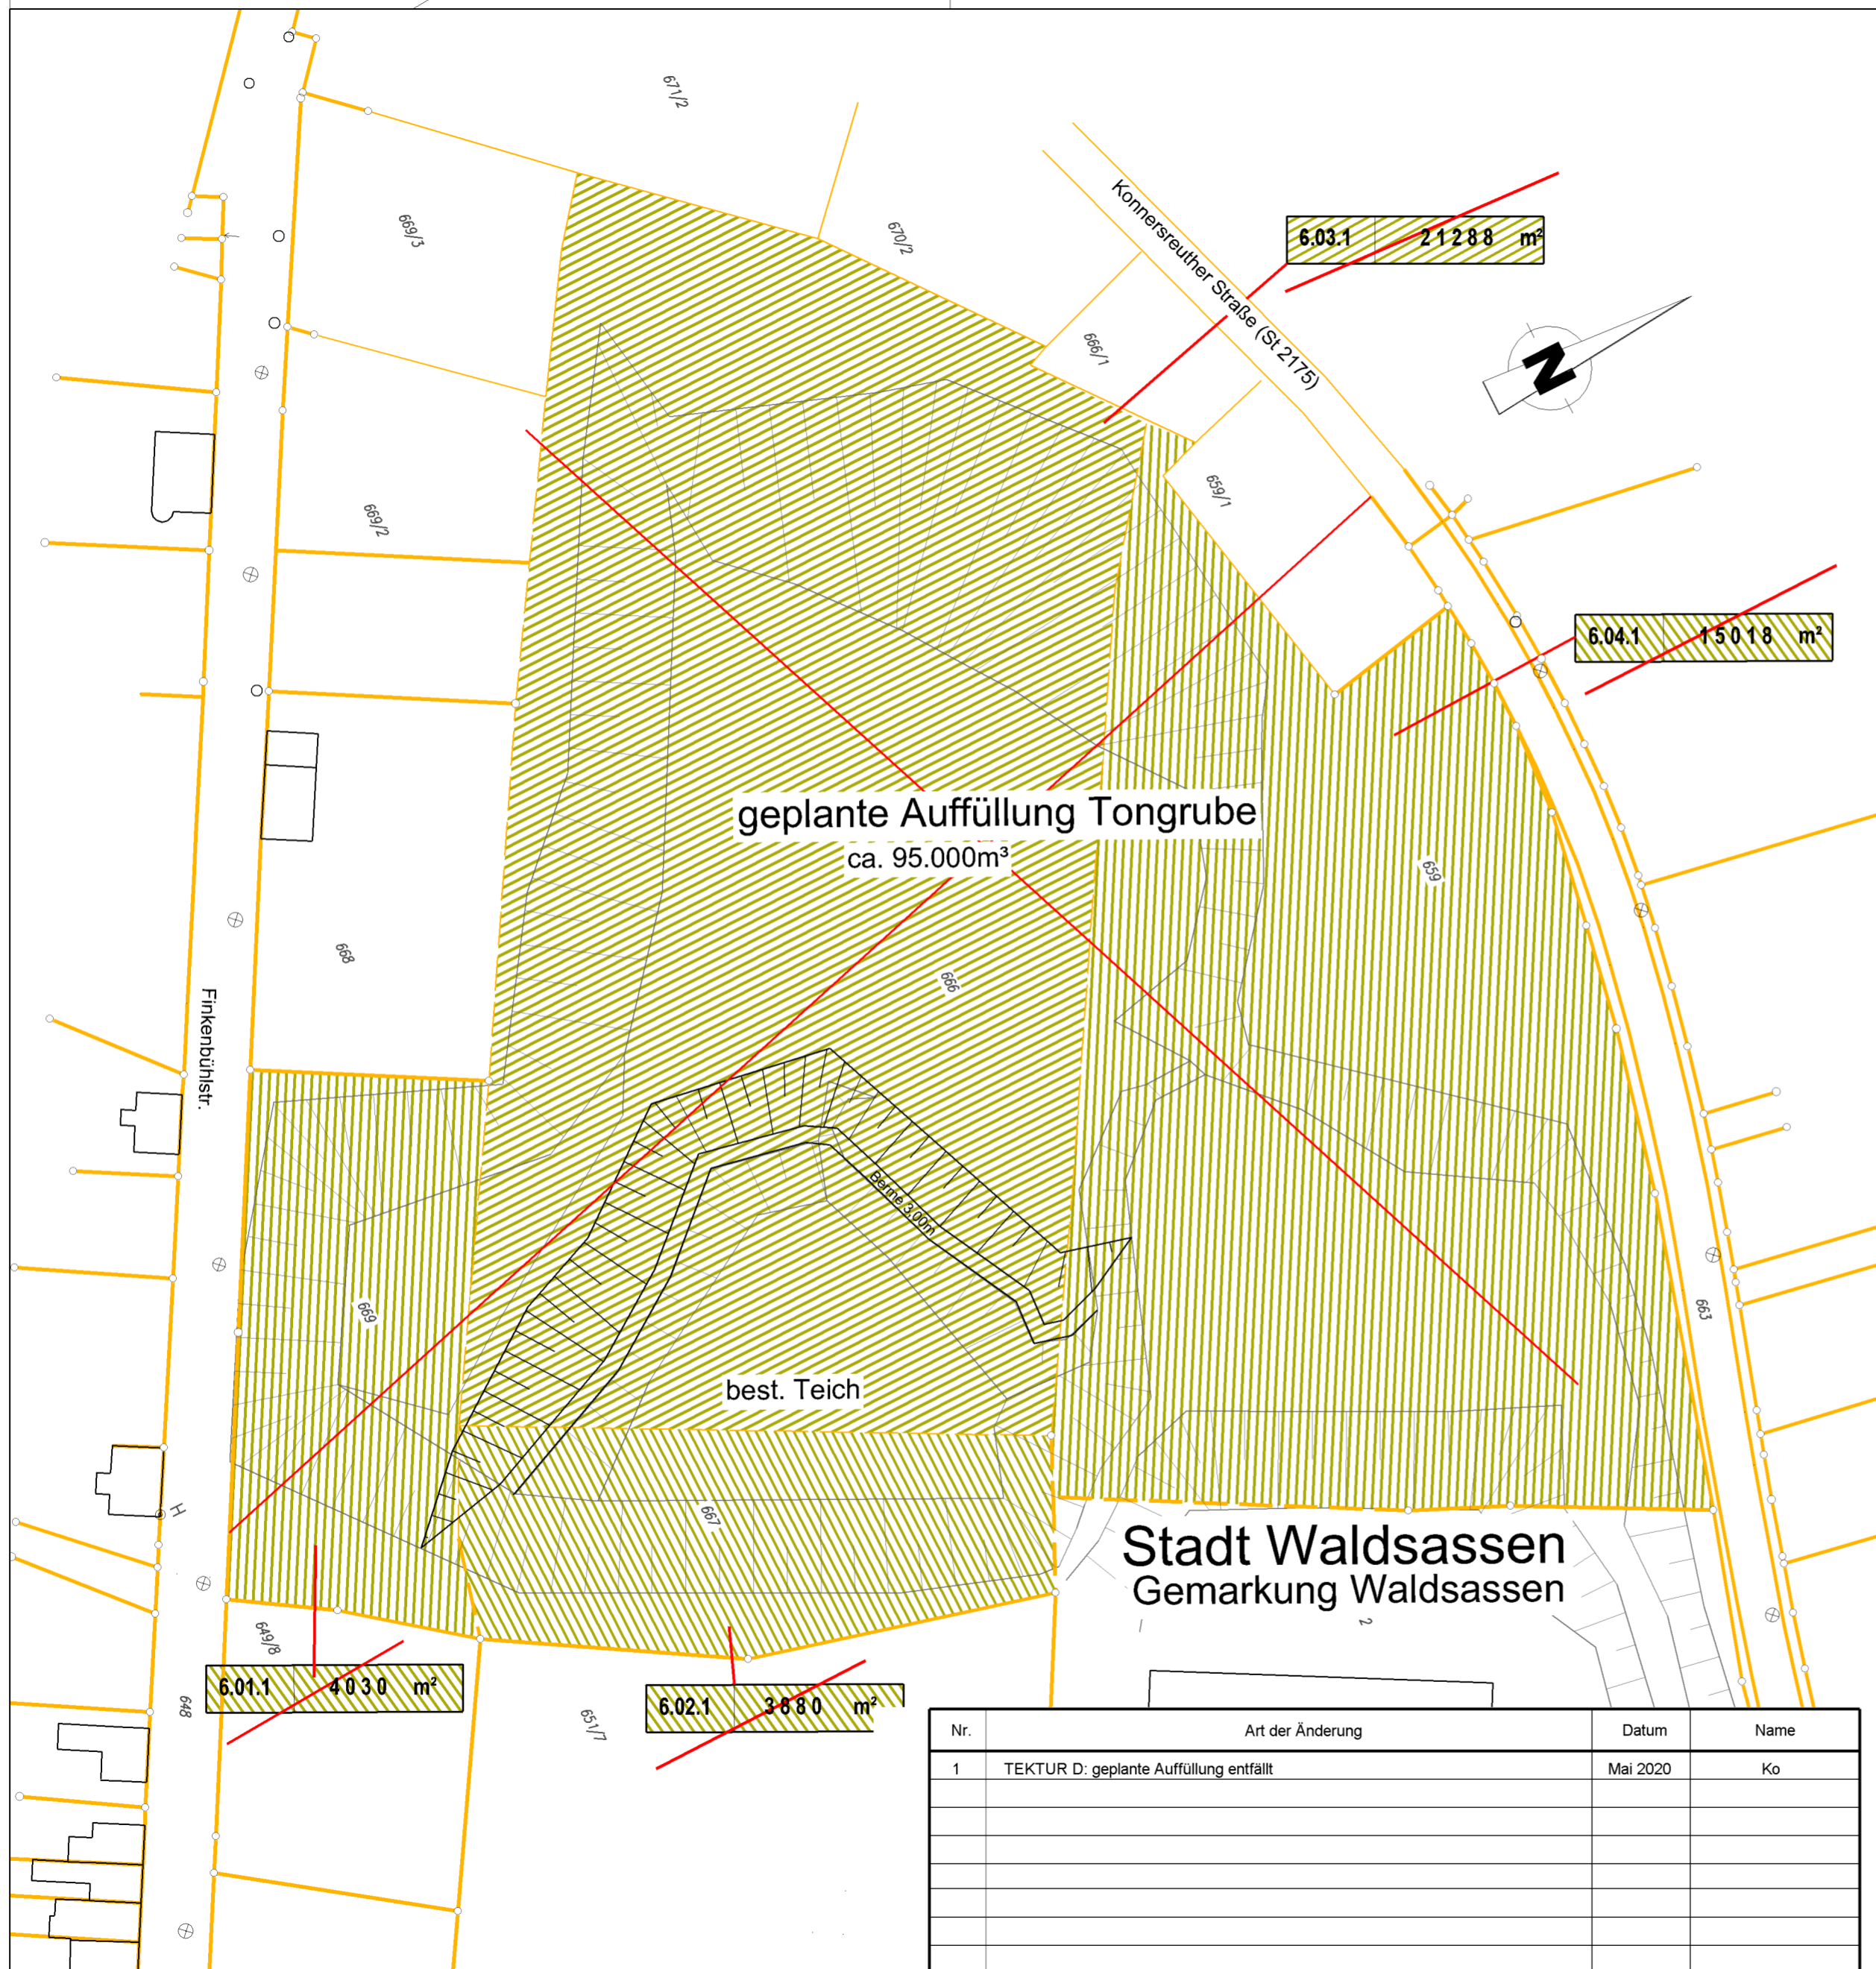 671/2
669/3
670/2
Konnersreuther Straße (St 2175)
6.03.1 21288 m²
N
666/1
659/1
669/2
6.04.1 15018 m²
geplante Auffüllung Tongrube
ca. 95.000m³
659
668
666
Finkenbühlstr.
Berme 3.00m
669
663
best. Teich
H
667
Stadt Waldsassen
Gemarkung Waldsassen
2
649/8
6.01.1 4030 m²
648
6.02.1 3880 m²
651/7
Nr. Art der Änderung Datum Name
1 TEKTUR D: geplante Auffüllung entfällt Mai 2020 Ko